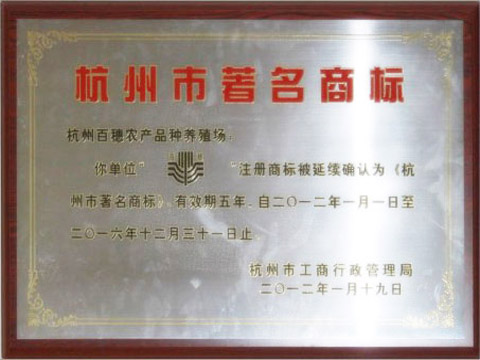 杭州市著名商标
杭州百穗农产品种养殖场:
你单位“ ”注册商标被延续确认为《杭
州市著名商标》,有效期五年,自二〇一二年一月一日至
二〇一六年十二月三十一日止。
杭州市工商行政管理局
二〇一二年一月十九日